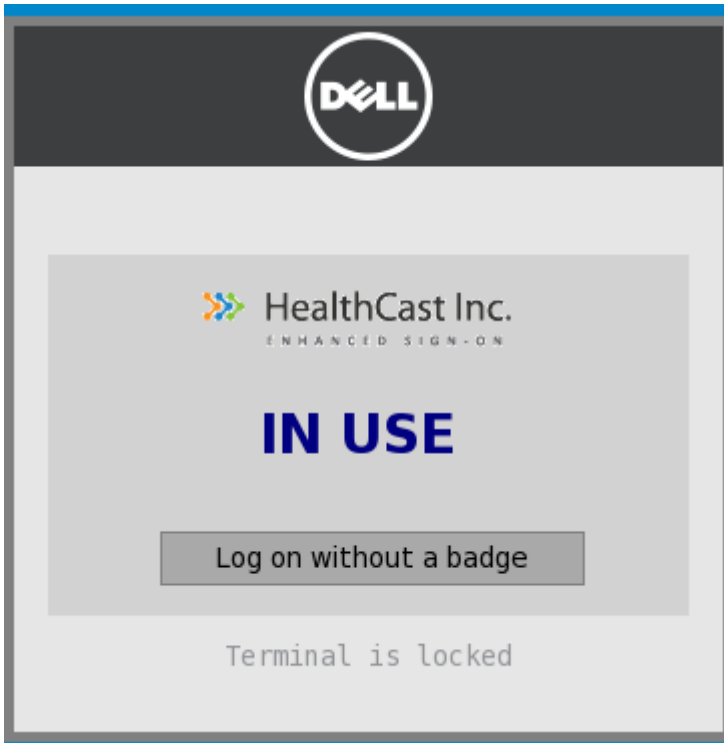 DELL
HealthCast Inc.
ENHANCED SIGN-ON
IN USE
Log on without a badge
Terminal is locked